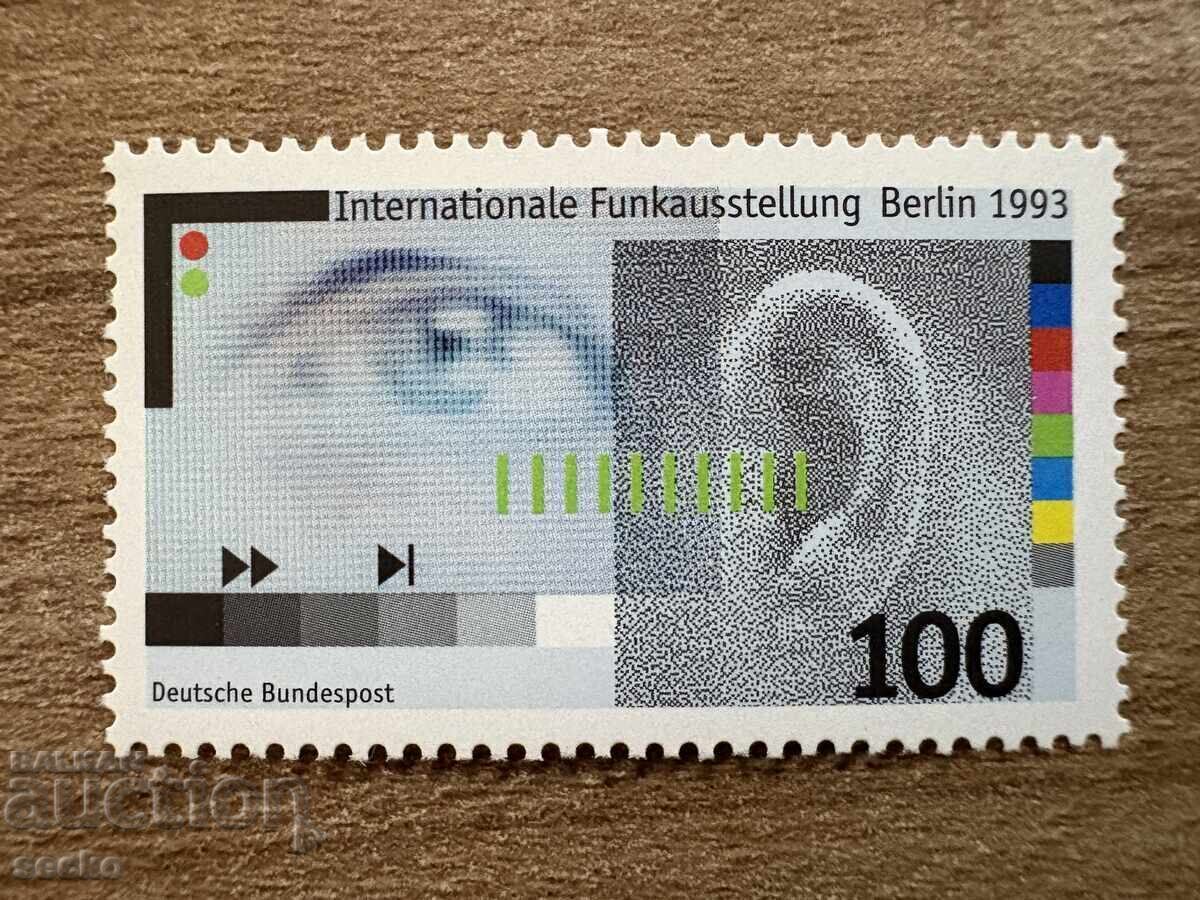 Internationale Funkausstellung Berlin 1993
100
Deutsche Bundespost
BALKAN
auction
secko